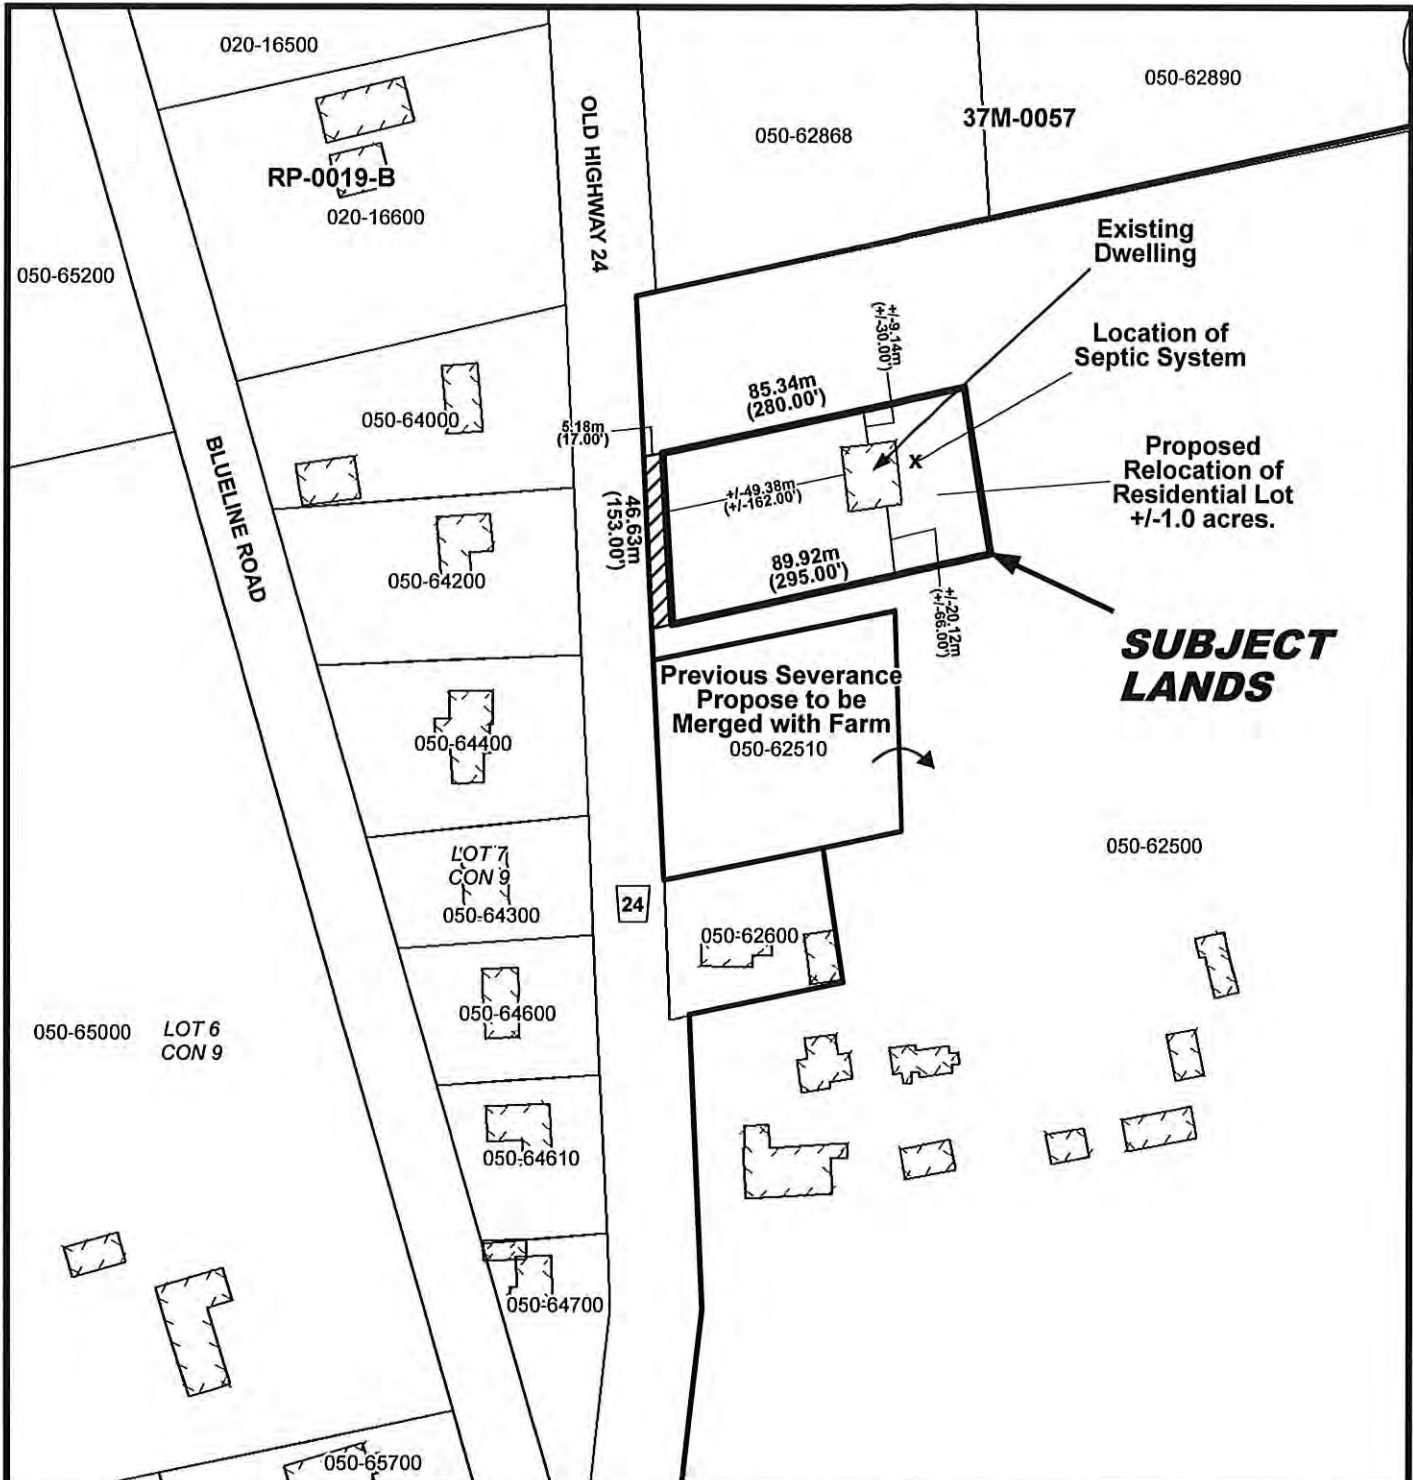 020-16500
050-62890
37M-0057
050-62868
OLD HIGHWAY 24
RP-0019-B
020-16600
050-65200
Existing
Dwelling
Location of
Septic System
+/-9.14m
(+/-30.00')
85.34m
(280.00')
050-64000
5.18m
(17.00')
BLUELINE ROAD
Proposed
Relocation of
Residential Lot
+/-1.0 acres.
X
+/-49.38m
(+/-162.00')
46.63m
(153.00')
89.92m
(295.00')
050-64200
+/-20.12m
(+/-66.00')
SUBJECT
LANDS
Previous Severance
Propose to be
Merged with Farm
050-62510
050-64400
050-62500
LOT 7
CON 9
050-64300
24
050-62600
050-64600
050-65000
LOT 6
CON 9
050-64610
050-64700
050-65700